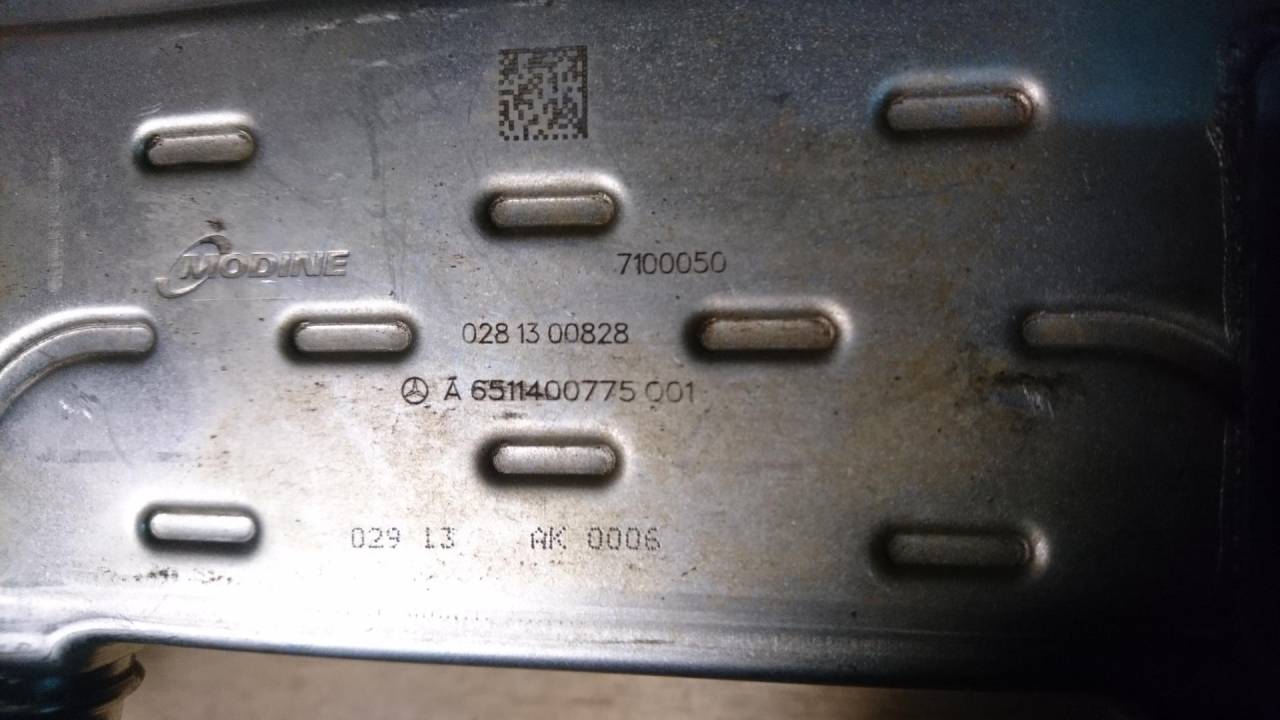 MODINE
7100050
028 13 00828
A 6511400775 001
029 13 AK 0006